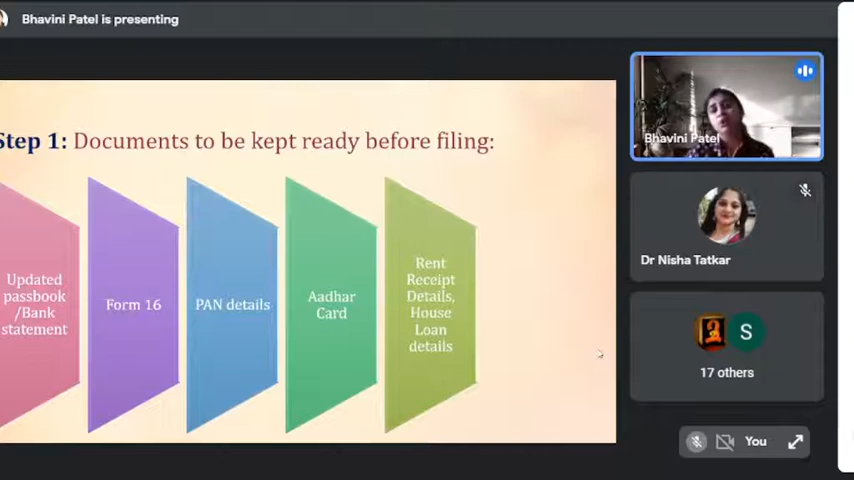 Bhavini Patel is presenting
Step 1: Documents to be kept ready before filing:
Updated
passbook
/Bank
statement
Form 16
PAN details
Aadhar
Card
Rent
Receipt
Details,
House
Loan
details
Bhavini Patel
Dr Nisha Tatkar
S
17 others
You